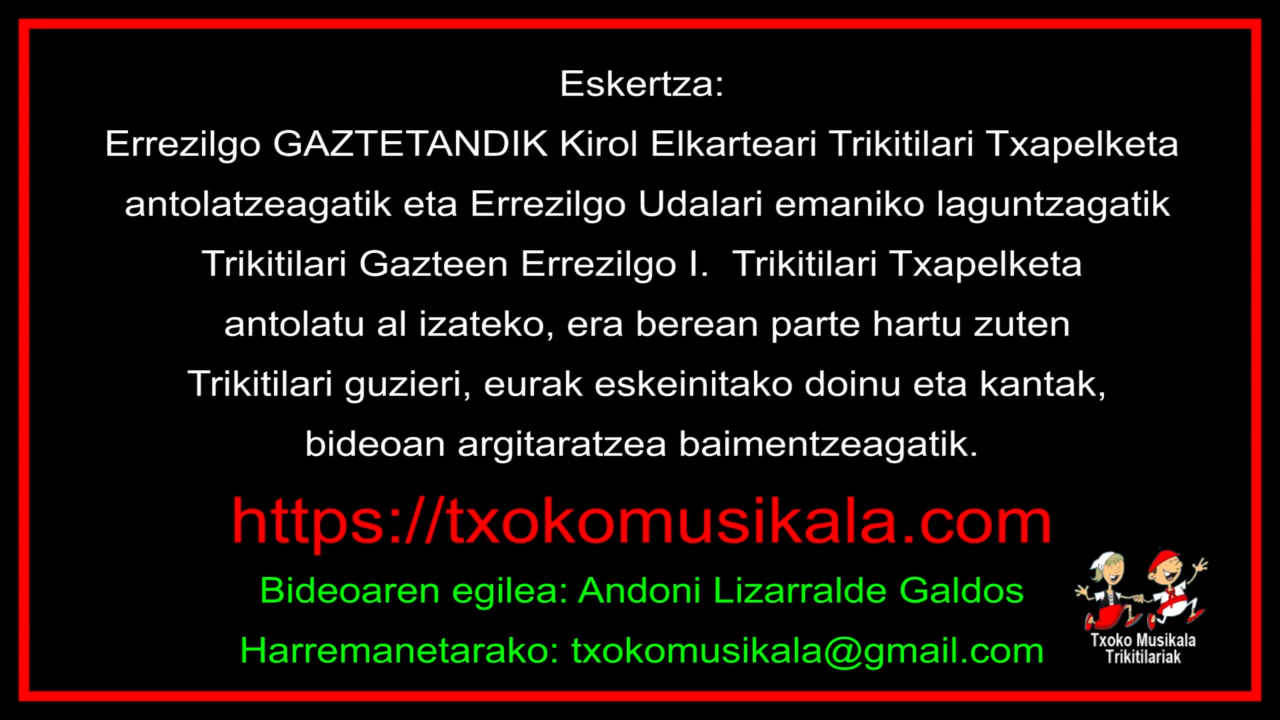 Eskertza:
Errezilgo GAZTETANDIK Kirol Elkarteari Trikitilari Txapelketa
antolatzeagatik eta Errezilgo Udalari emaniko laguntzagatik
Trikitilari Gazteen Errezilgo I. Trikitilari Txapelketa
antolatu al izateko, era berean parte hartu zuten
Trikitilari guzieri, eurak eskeinitako doinu eta kantak,
bideoan argitaratzea baimentzeagatik.
https://txokomusikala.com
Bideoaren egilea: Andoni Lizarralde Galdos
Harremanetarako: txokomusikala@gmail.com
Txoko Musikala
Trikitilariak